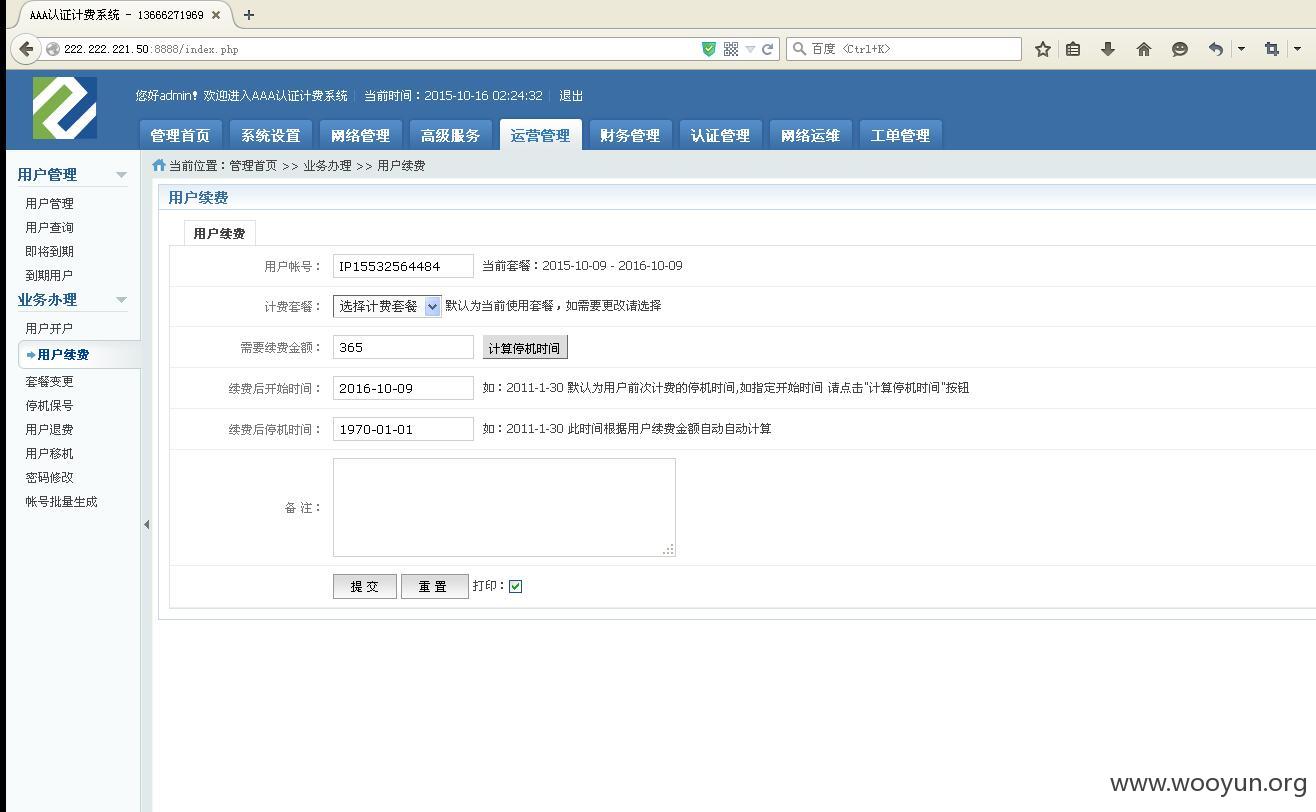 AAA认证计费系统 - 13666271969
222.222.221.50:8888/index.php
百度 <Ctrl+K>
您好admin! 欢迎进入AAA认证计费系统 | 当前时间：2015-10-16 02:24:32 | 退出
管理首页 系统设置 网络管理 高级服务 运营管理 财务管理 认证管理 网络运维 工单管理
当前位置：管理首页 >> 业务办理 >> 用户续费
用户管理
用户管理
用户查询
即将到期
到期用户
业务办理
用户开户
用户续费
套餐变更
停机保号
用户退费
用户移机
密码修改
帐号批量生成
用户续费
用户续费
用户帐号： IP15532564484 当前套餐：2015-10-09 - 2016-10-09
计费套餐： 选择计费套餐 默认为当前使用套餐，如需要更改请选择
需要续费金额： 365 计算停机时间
续费后开始时间： 2016-10-09 如：2011-1-30 默认为用户前次计费的停机时间,如指定开始时间 请点击"计算停机时间"按钮
续费后停机时间： 1970-01-01 如：2011-1-30 此时间根据用户续费金额自动自动计算
备 注：
提 交 重 置 打印：
www.wooyun.org